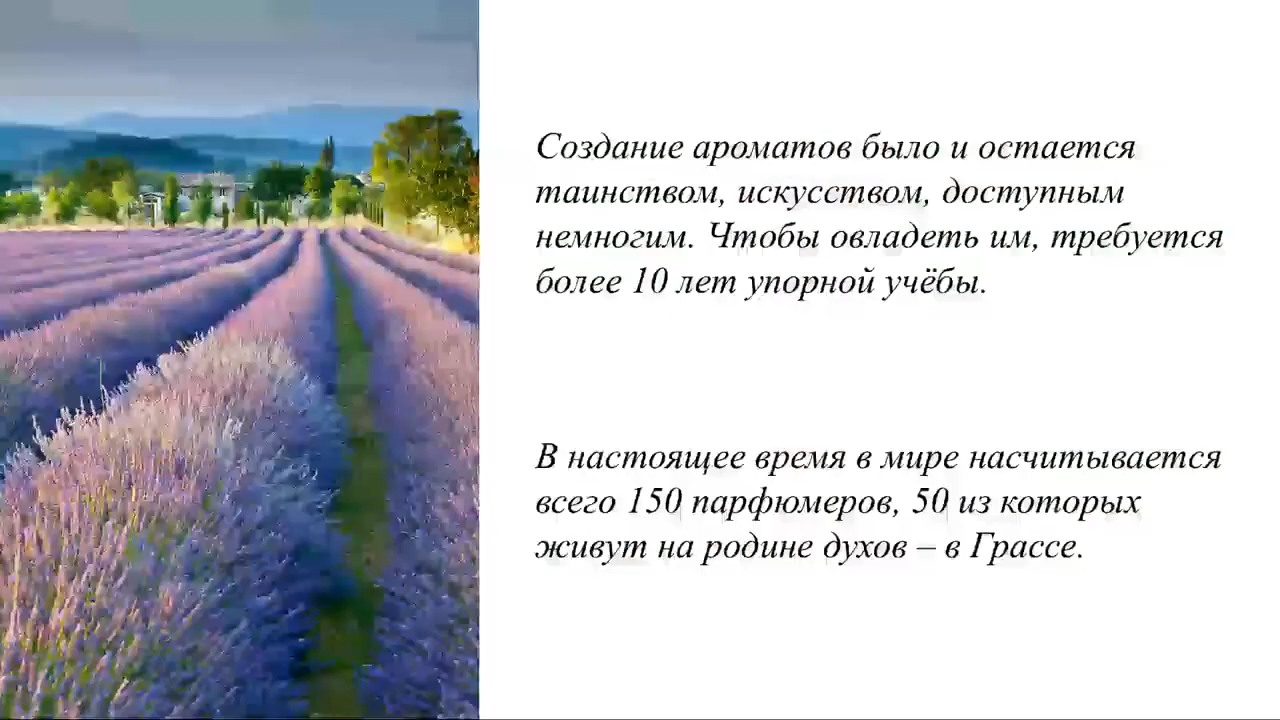 Создание ароматов было и остается
таинством, искусством, доступным
немногим. Чтобы овладеть им, требуется
более 10 лет упорной учёбы.
В настоящее время в мире насчитывается
всего 150 парфюмеров, 50 из которых
живут на родине духов – в Грассе.